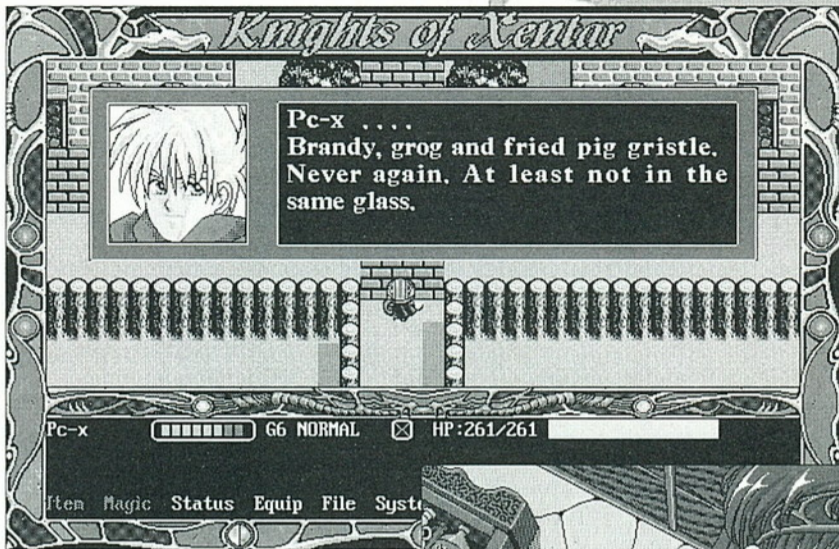 Knights of Xentar
Pc-x ....
Brandy, grog and fried pig gristle.
Never again. At least not in the
same glass.
Pc-x G6 NORMAL HP:261/261
Item Magic Status Equip File Syste